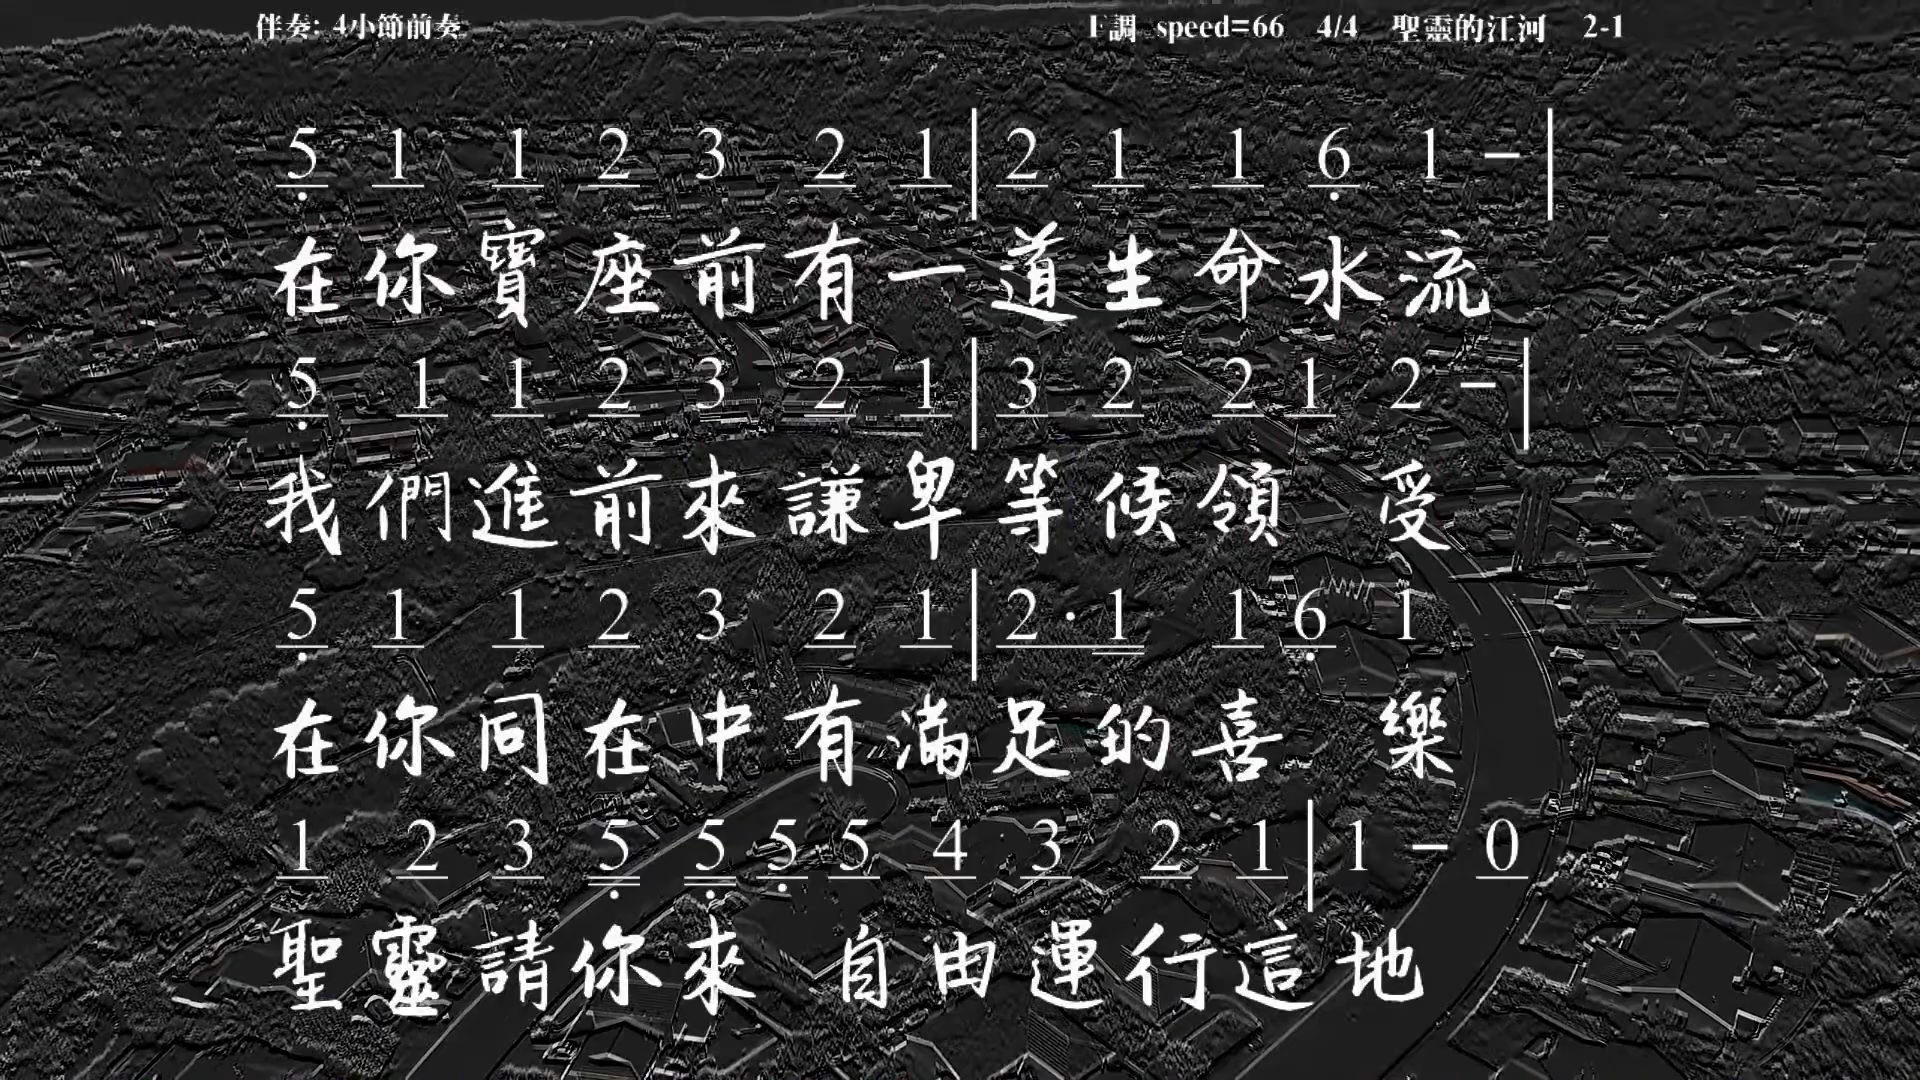 伴奏: 4小節前奏 F調 speed=66 4/4 聖靈的江河 2-1
5̣ 1 1 2 3 2 1 | 2 1 1 6̣ 1 - |
在你寶座前有一道生命水流
5̣ 1 1 2 3 2 1 | 3 2 2 1 2 - |
我們進前來謙卑等候領 受
5̣ 1 1 2 3 2 1 | 2 · 1 1 6̣ 1
在你同在中有滿足的喜 樂
1 2 3 5̣ 5̣ 5̣ 5 4 3 2 1 | 1 - 0
聖靈請你來 自由運行這地